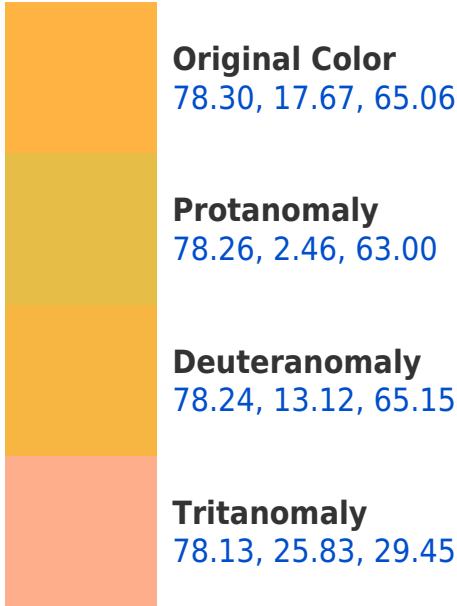 Original Color
78.30, 17.67, 65.06
Protanomaly
78.26, 2.46, 63.00
Deuteranomaly
78.24, 13.12, 65.15
Tritanomaly
78.13, 25.83, 29.45